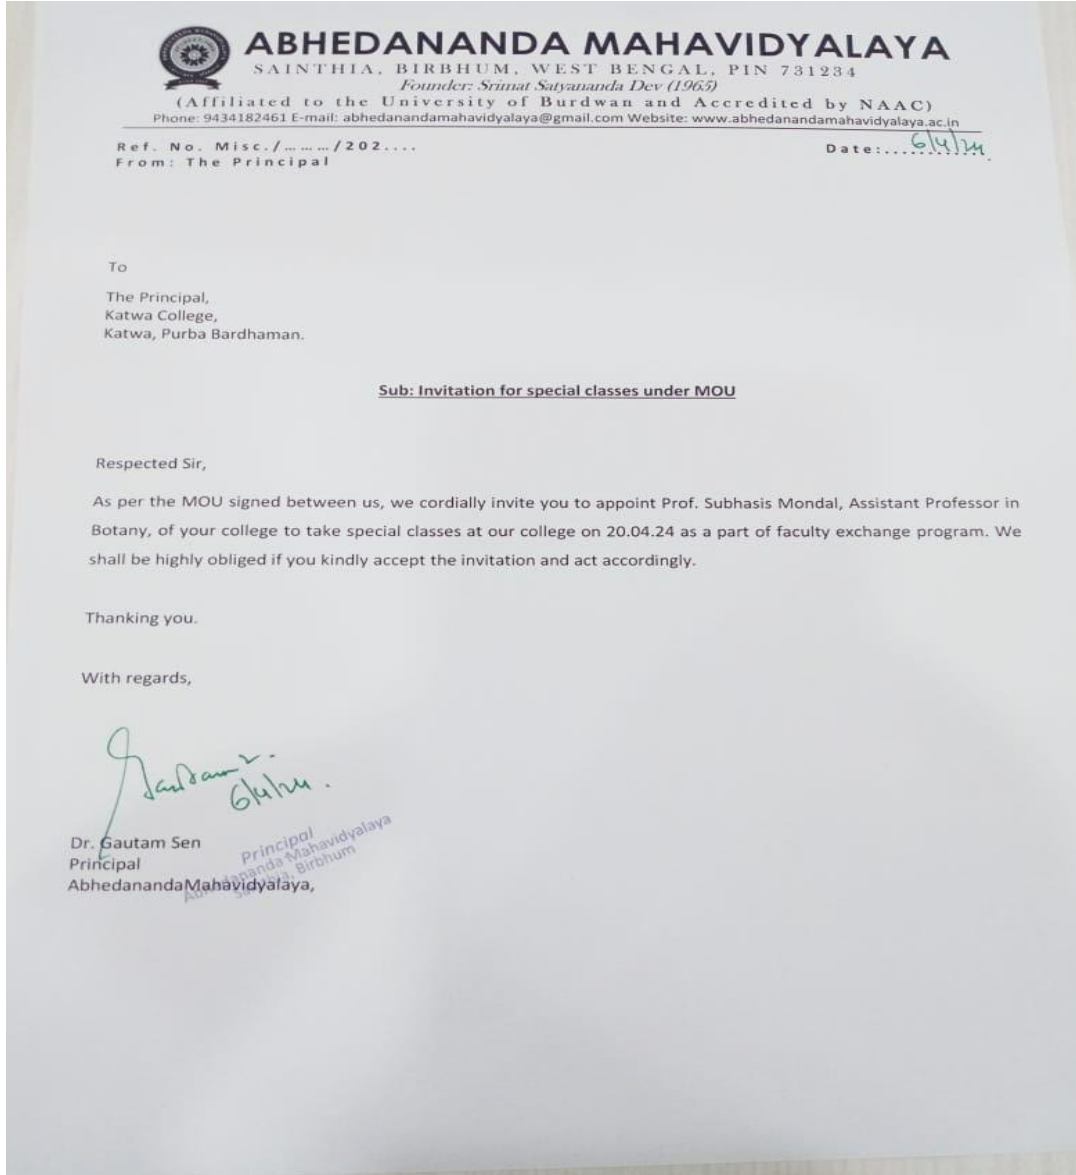 ABHEDANANDA MAHAVIDYALAYA
SAINTHIA, BIRBHUM, WEST BENGAL, PIN 731234
Founder: Srimat Satyananda Dev (1965)
(Affiliated to the University of Burdwan and Accredited by NAAC)
Phone: 9434182461 E-mail: abhedanandamahavidyalaya@gmail.com Website: www.abhedanandamahavidyalaya.ac.in
Ref. No. Misc./... ... .../202.... Date:.... 6/4/24
From: The Principal
To
The Principal,
Katwa College,
Katwa, Purba Bardhaman.
Sub: Invitation for special classes under MOU
Respected Sir,
As per the MOU signed between us, we cordially invite you to appoint Prof. Subhasis Mondal, Assistant Professor in
Botany, of your college to take special classes at our college on 20.04.24 as a part of faculty exchange program. We
shall be highly obliged if you kindly accept the invitation and act accordingly.
Thanking you.
With regards,
6/4/24.
Dr. Gautam Sen
Principal
AbhedanandaMahavidyalaya,
Principal
Abhedananda Mahavidyalaya
Sainthia, Birbhum